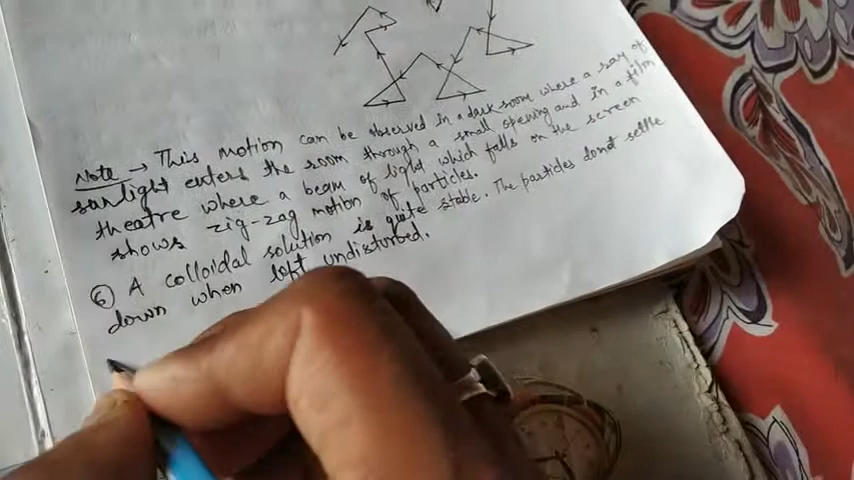 Note → This motion can be observed in a dark room where a ray of
sunlight enters the room through a small opening and in a film
theatre where a beam of light which falls on the screen
shows zig-zag motion of particles.
⑥ A colloidal solution is quite stable. The particles donot settle
down when left undisturbed.